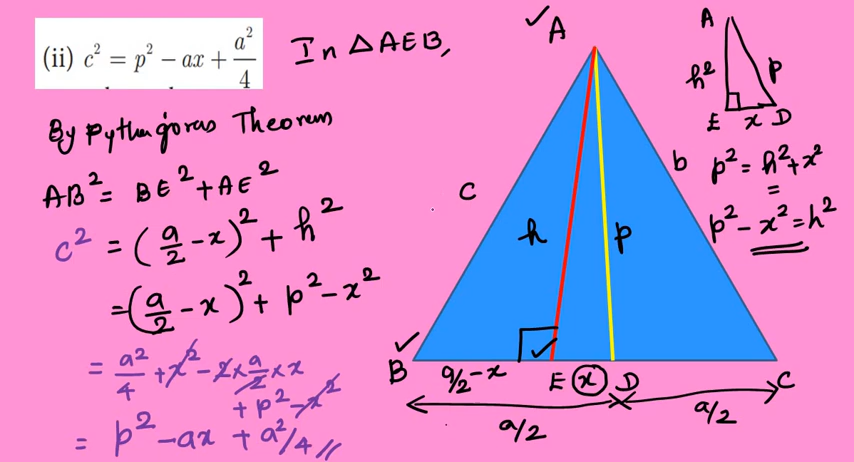 (ii) c² = p² − ax + a²/4
In △AEB,
By Pythagoras Theorem
AB² = BE² + AE²
c² = (a/2 − x)² + h²
= (a/2 − x)² + p² − x²
= a²/4 + x² − 2 × a/2 × x
+ p² − x²
= p² − ax + a²/4 //
A
c
b
h
p
B
a/2 − x
E
x
D
C
a/2
a/2
A
h²
p
E x D
p² = h² + x²
=
p² − x² = h²